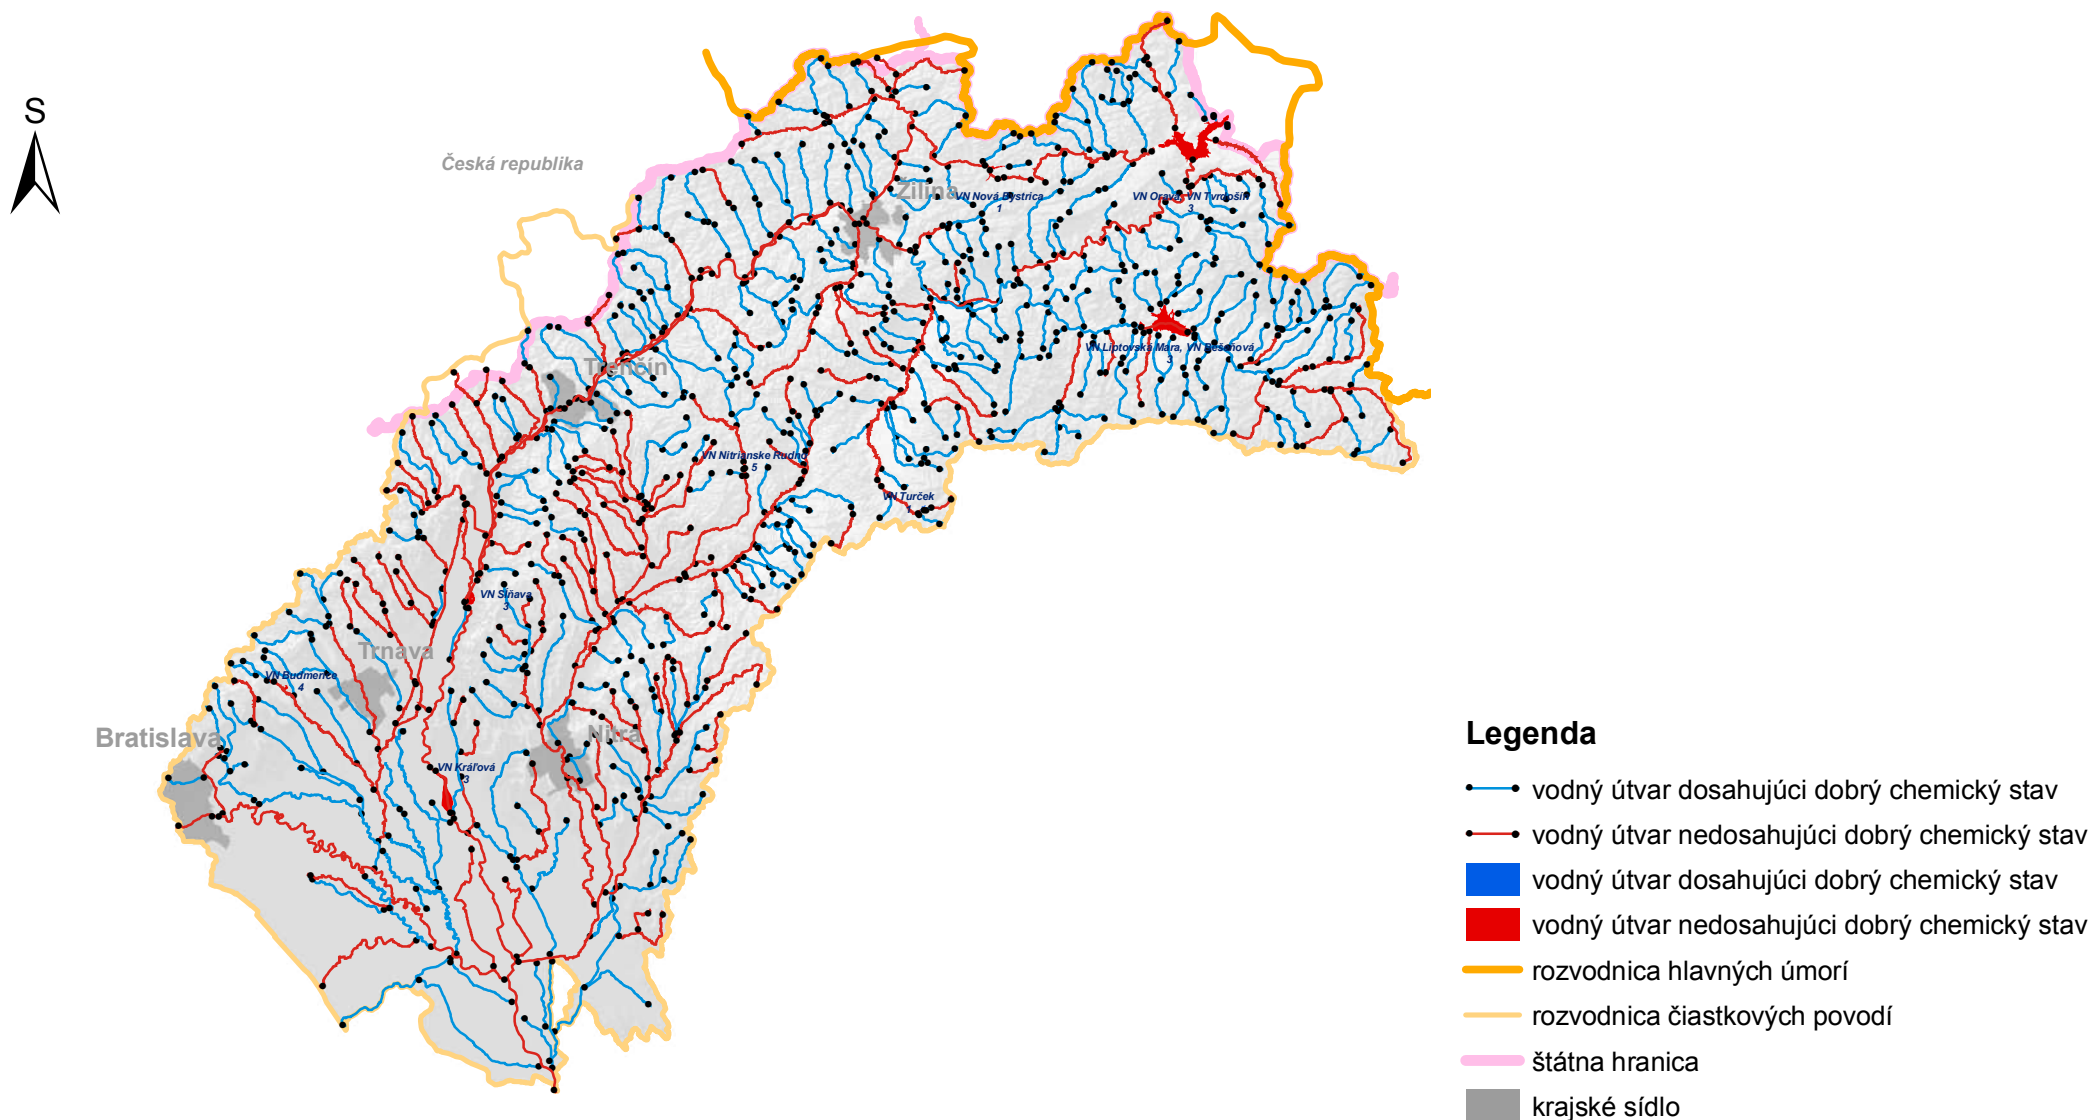 S
Česká republika
Žilina
VN Nová Bystrica
1
VN Orava, VN Tvrdošín
3
VN Liptovská Mara, VN Bešeňová
3
Trenčín
VN Nitrianske Rudno
5
VN Turček
VN Sĺňava
3
Trnava
VN Budmerice
4
Bratislava
Nitra
VN Kráľová
3
Legenda
vodný útvar dosahujúci dobrý chemický stav
vodný útvar nedosahujúci dobrý chemický stav
vodný útvar dosahujúci dobrý chemický stav
vodný útvar nedosahujúci dobrý chemický stav
rozvodnica hlavných úmorí
rozvodnica čiastkových povodí
štátna hranica
krajské sídlo